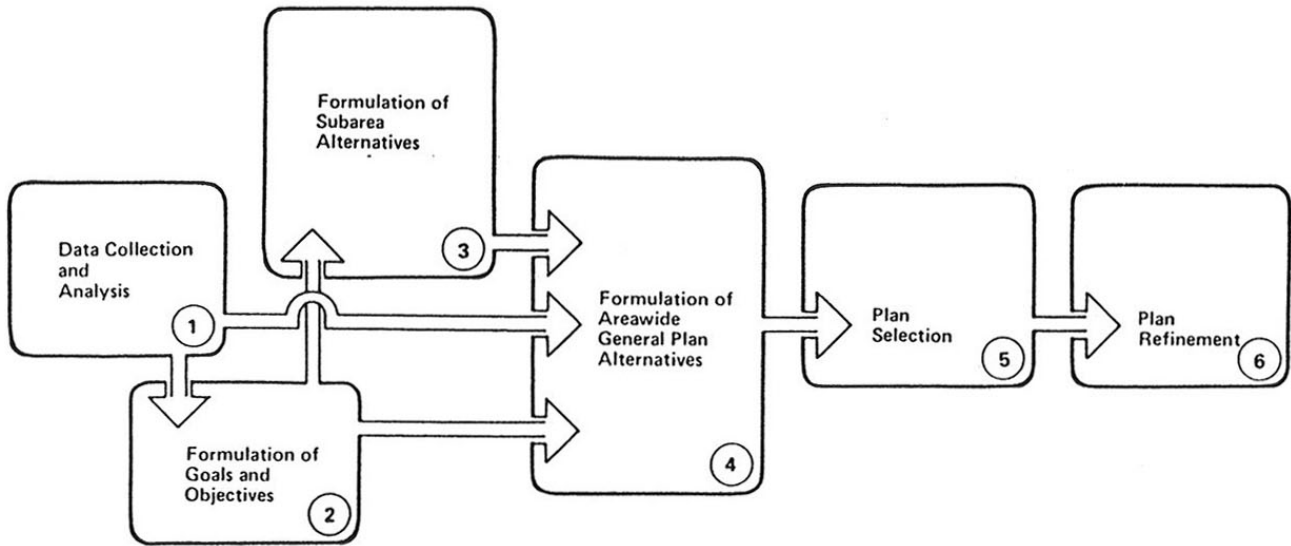 Data Collection
and
Analysis
1
Formulation of
Goals and
Objectives
2
Formulation of
Subarea
Alternatives
3
Formulation of
Areawide
General Plan
Alternatives
4
Plan
Selection
5
Plan
Refinement
6